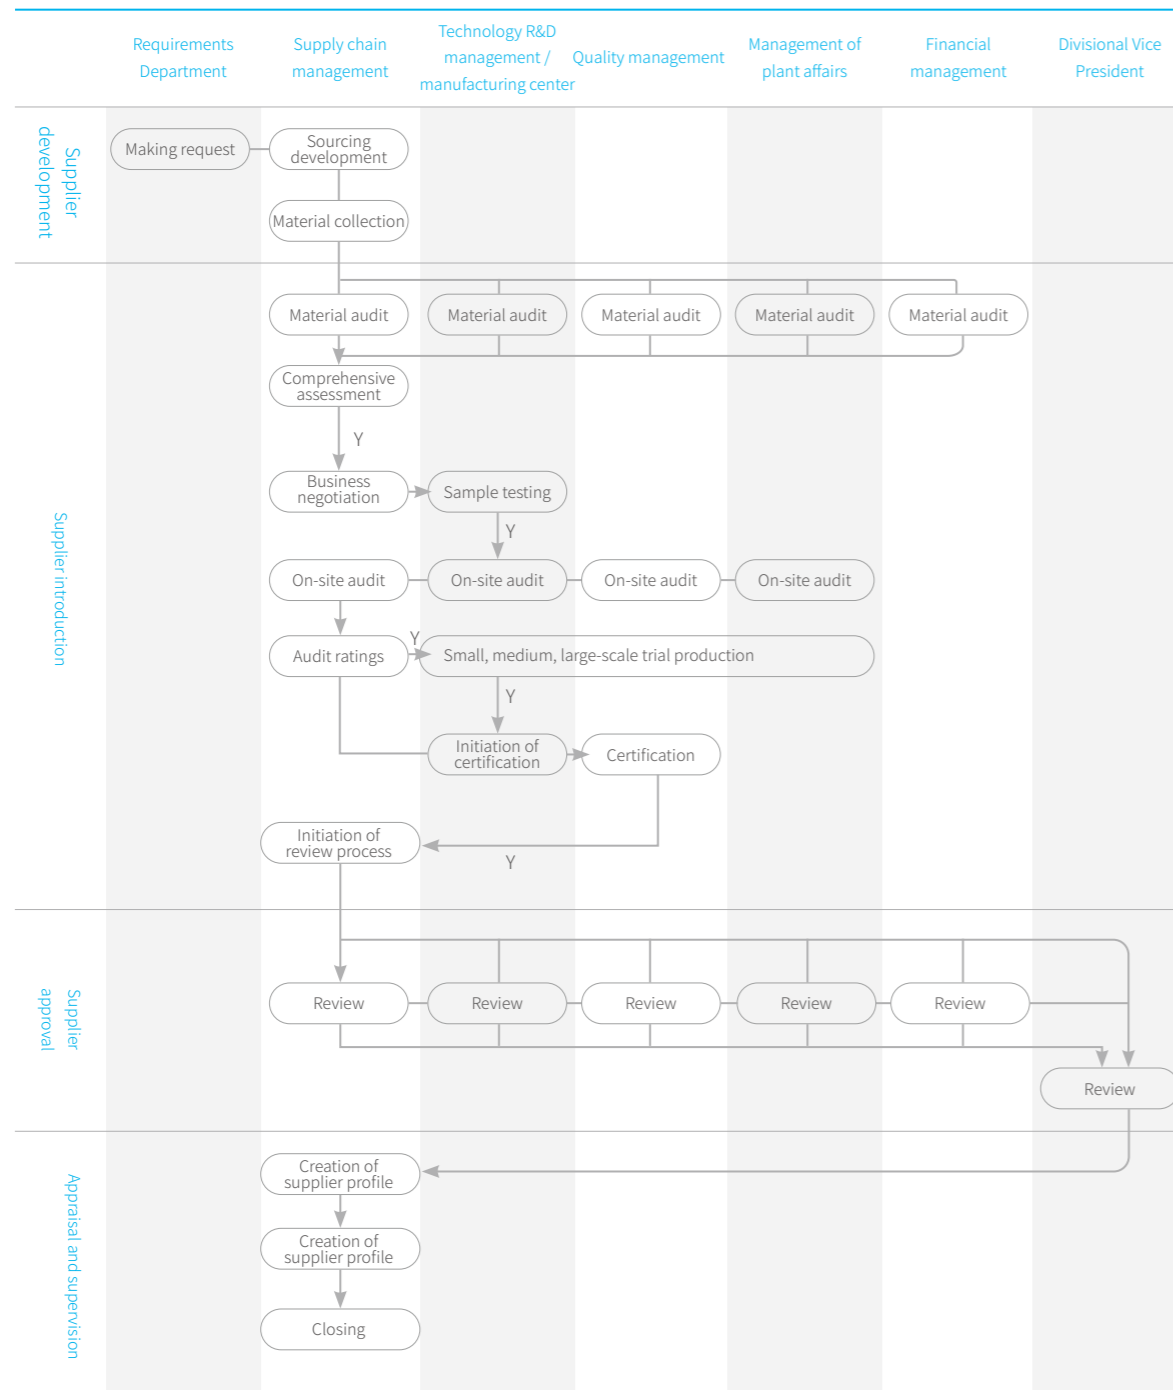 Requirements
Department
Supply chain
management
Technology R&D
management /
manufacturing center
Quality management
Management of
plant affairs
Financial
management
Divisional Vice
President
Supplier
development
Making request
Sourcing
development
Material collection
Supplier introduction
Material audit
Material audit
Material audit
Material audit
Material audit
Comprehensive
assessment
Y
Business
negotiation
Sample testing
Y
On-site audit
On-site audit
On-site audit
On-site audit
Audit ratings
Y
Small, medium, large-scale trial production
Y
Initiation of
certification
Certification
Initiation of
review process
Y
Supplier
approval
Review
Review
Review
Review
Review
Review
Appraisal and supervision
Creation of
supplier profile
Creation of
supplier profile
Closing